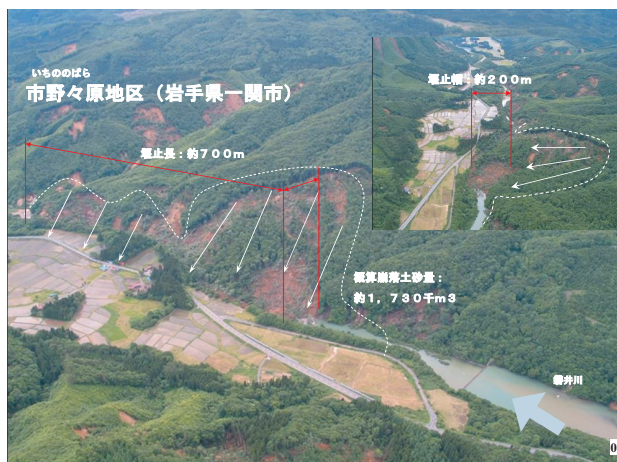 いちののばら
市野々原地区（岩手県一関市）
堰止長：約７００ｍ
堰止幅：約２００ｍ
概算崩落土砂量：
約１，７３０千ｍ３
磐井川
0